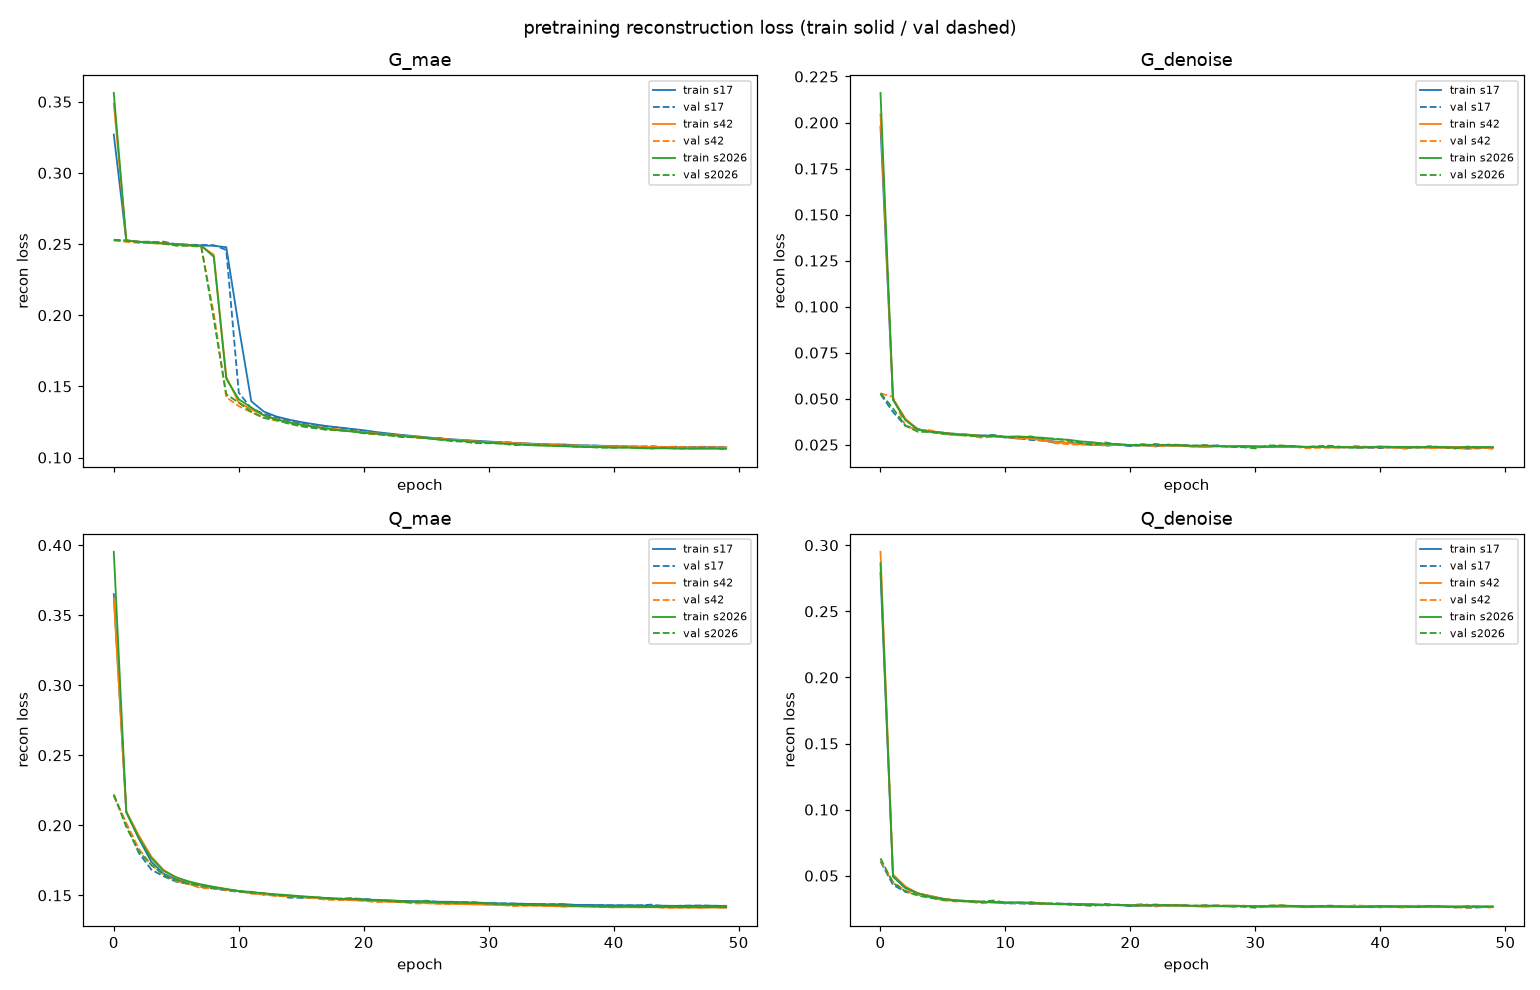 pretraining reconstruction loss (train solid / val dashed)
G_mae
0.35
0.30
0.25
0.20
0.15
0.10
recon loss
epoch
train s17
val s17
train s42
val s42
train s2026
val s2026
G_denoise
0.225
0.200
0.175
0.150
0.125
0.100
0.075
0.050
0.025
recon loss
epoch
train s17
val s17
train s42
val s42
train s2026
val s2026
Q_mae
0.40
0.35
0.30
0.25
0.20
0.15
recon loss
0 10 20 30 40 50
epoch
train s17
val s17
train s42
val s42
train s2026
val s2026
Q_denoise
0.30
0.25
0.20
0.15
0.10
0.05
recon loss
0 10 20 30 40 50
epoch
train s17
val s17
train s42
val s42
train s2026
val s2026